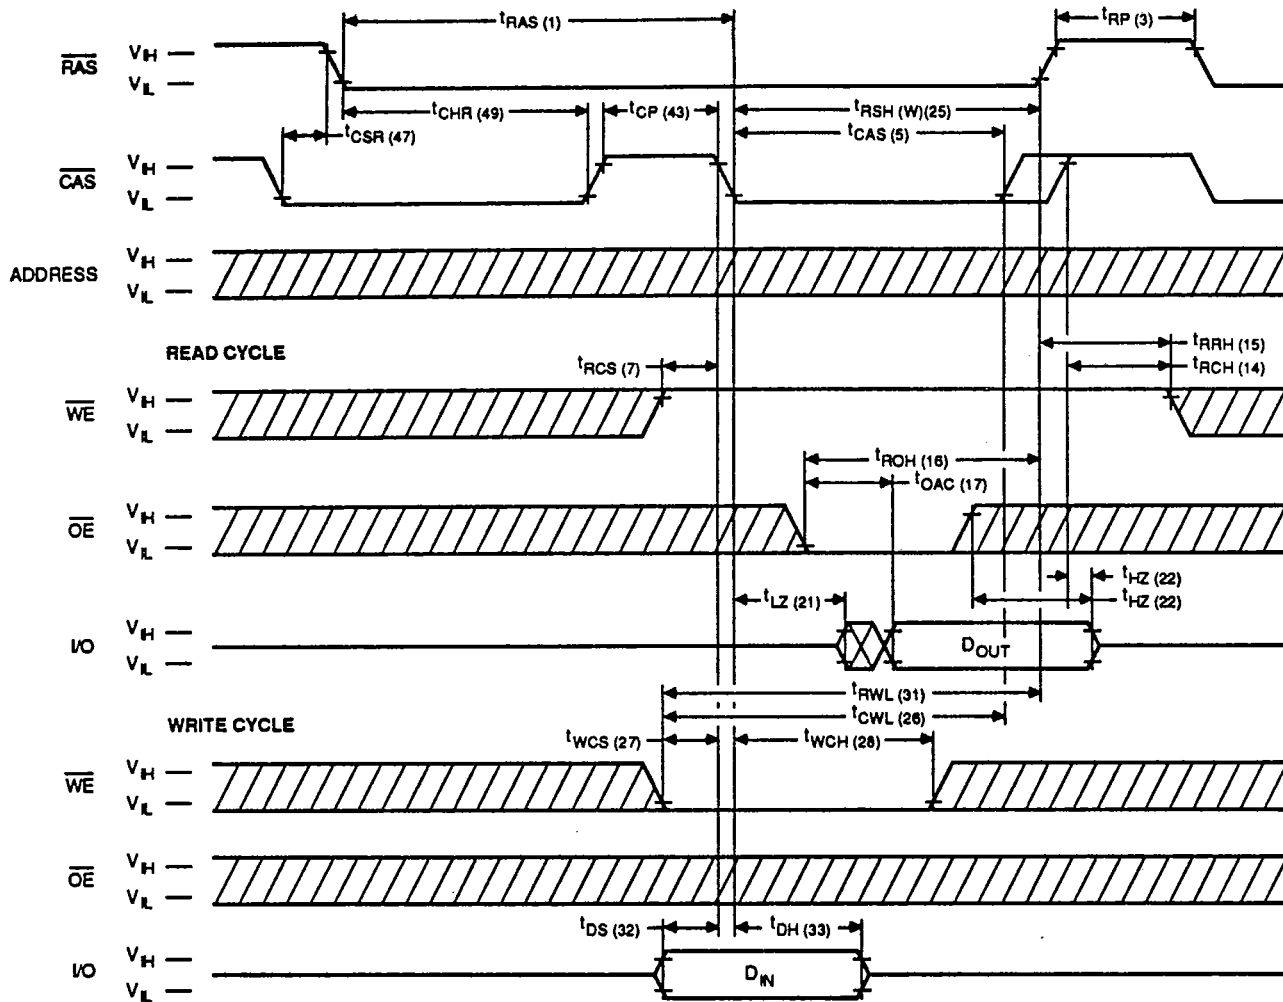 tRAS (1)
tRP (3)
RAS
VIH
VIL
tCHR (49)
tCP (43)
tRSH (W)(25)
tCSR (47)
tCAS (5)
CAS
VIH
VIL
ADDRESS
VIH
VIL
READ CYCLE
tRCS (7)
tRRH (15)
tRCH (14)
WE
VIH
VIL
tROH (16)
tOAC (17)
OE
VIH
VIL
tHZ (22)
tLZ (21)
tHZ (22)
I/O
VIH
VIL
DOUT
tRWL (31)
WRITE CYCLE
tCWL (26)
tWCS (27)
tWCH (28)
WE
VIH
VIL
OE
VIH
VIL
tDS (32)
tDH (33)
I/O
VIH
VIL
DIN